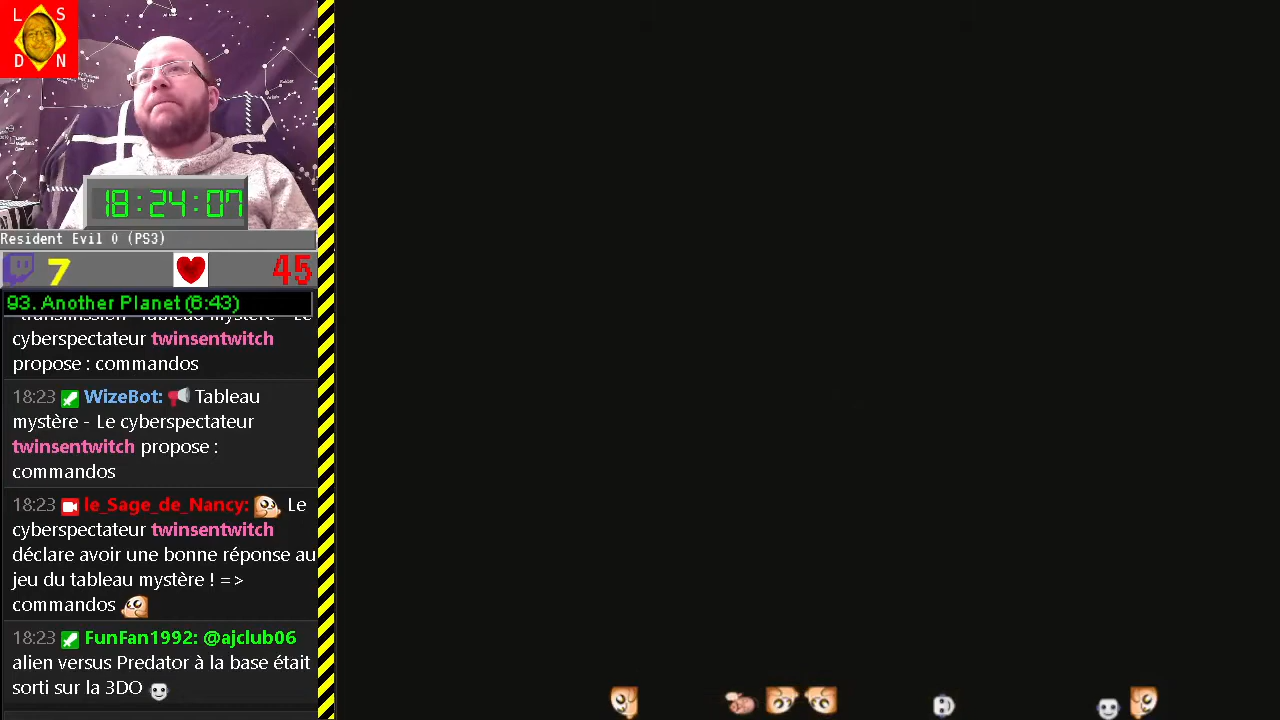 L S
D N
18:24:07
Resident Evil 0 (PS3)
7 45
93. Another Planet (6:43)
cyberspectateur twinsentwitch
propose : commandos
18:23 WizeBot: Tableau
mystère - Le cyberspectateur
twinsentwitch propose :
commandos
18:23 le_Sage_de_Nancy: Le
cyberspectateur twinsentwitch
déclare avoir une bonne réponse au
jeu du tableau mystère ! =>
commandos
18:23 FunFan1992: @ajclub06
alien versus Predator à la base était
sorti sur la 3DO